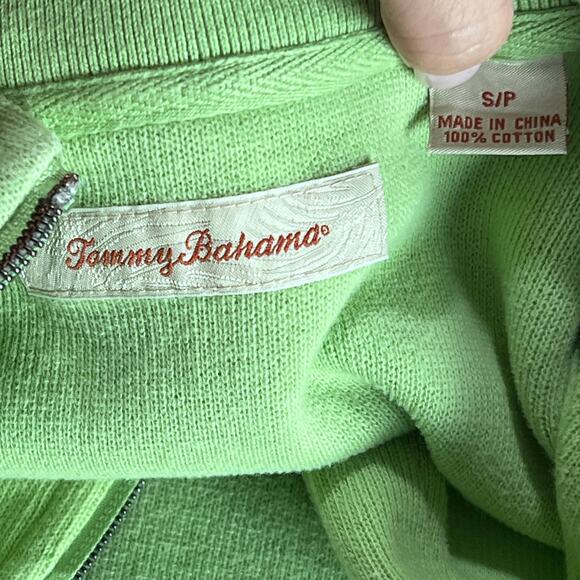 S/P
MADE IN CHINA
100% COTTON
Tommy Bahama®